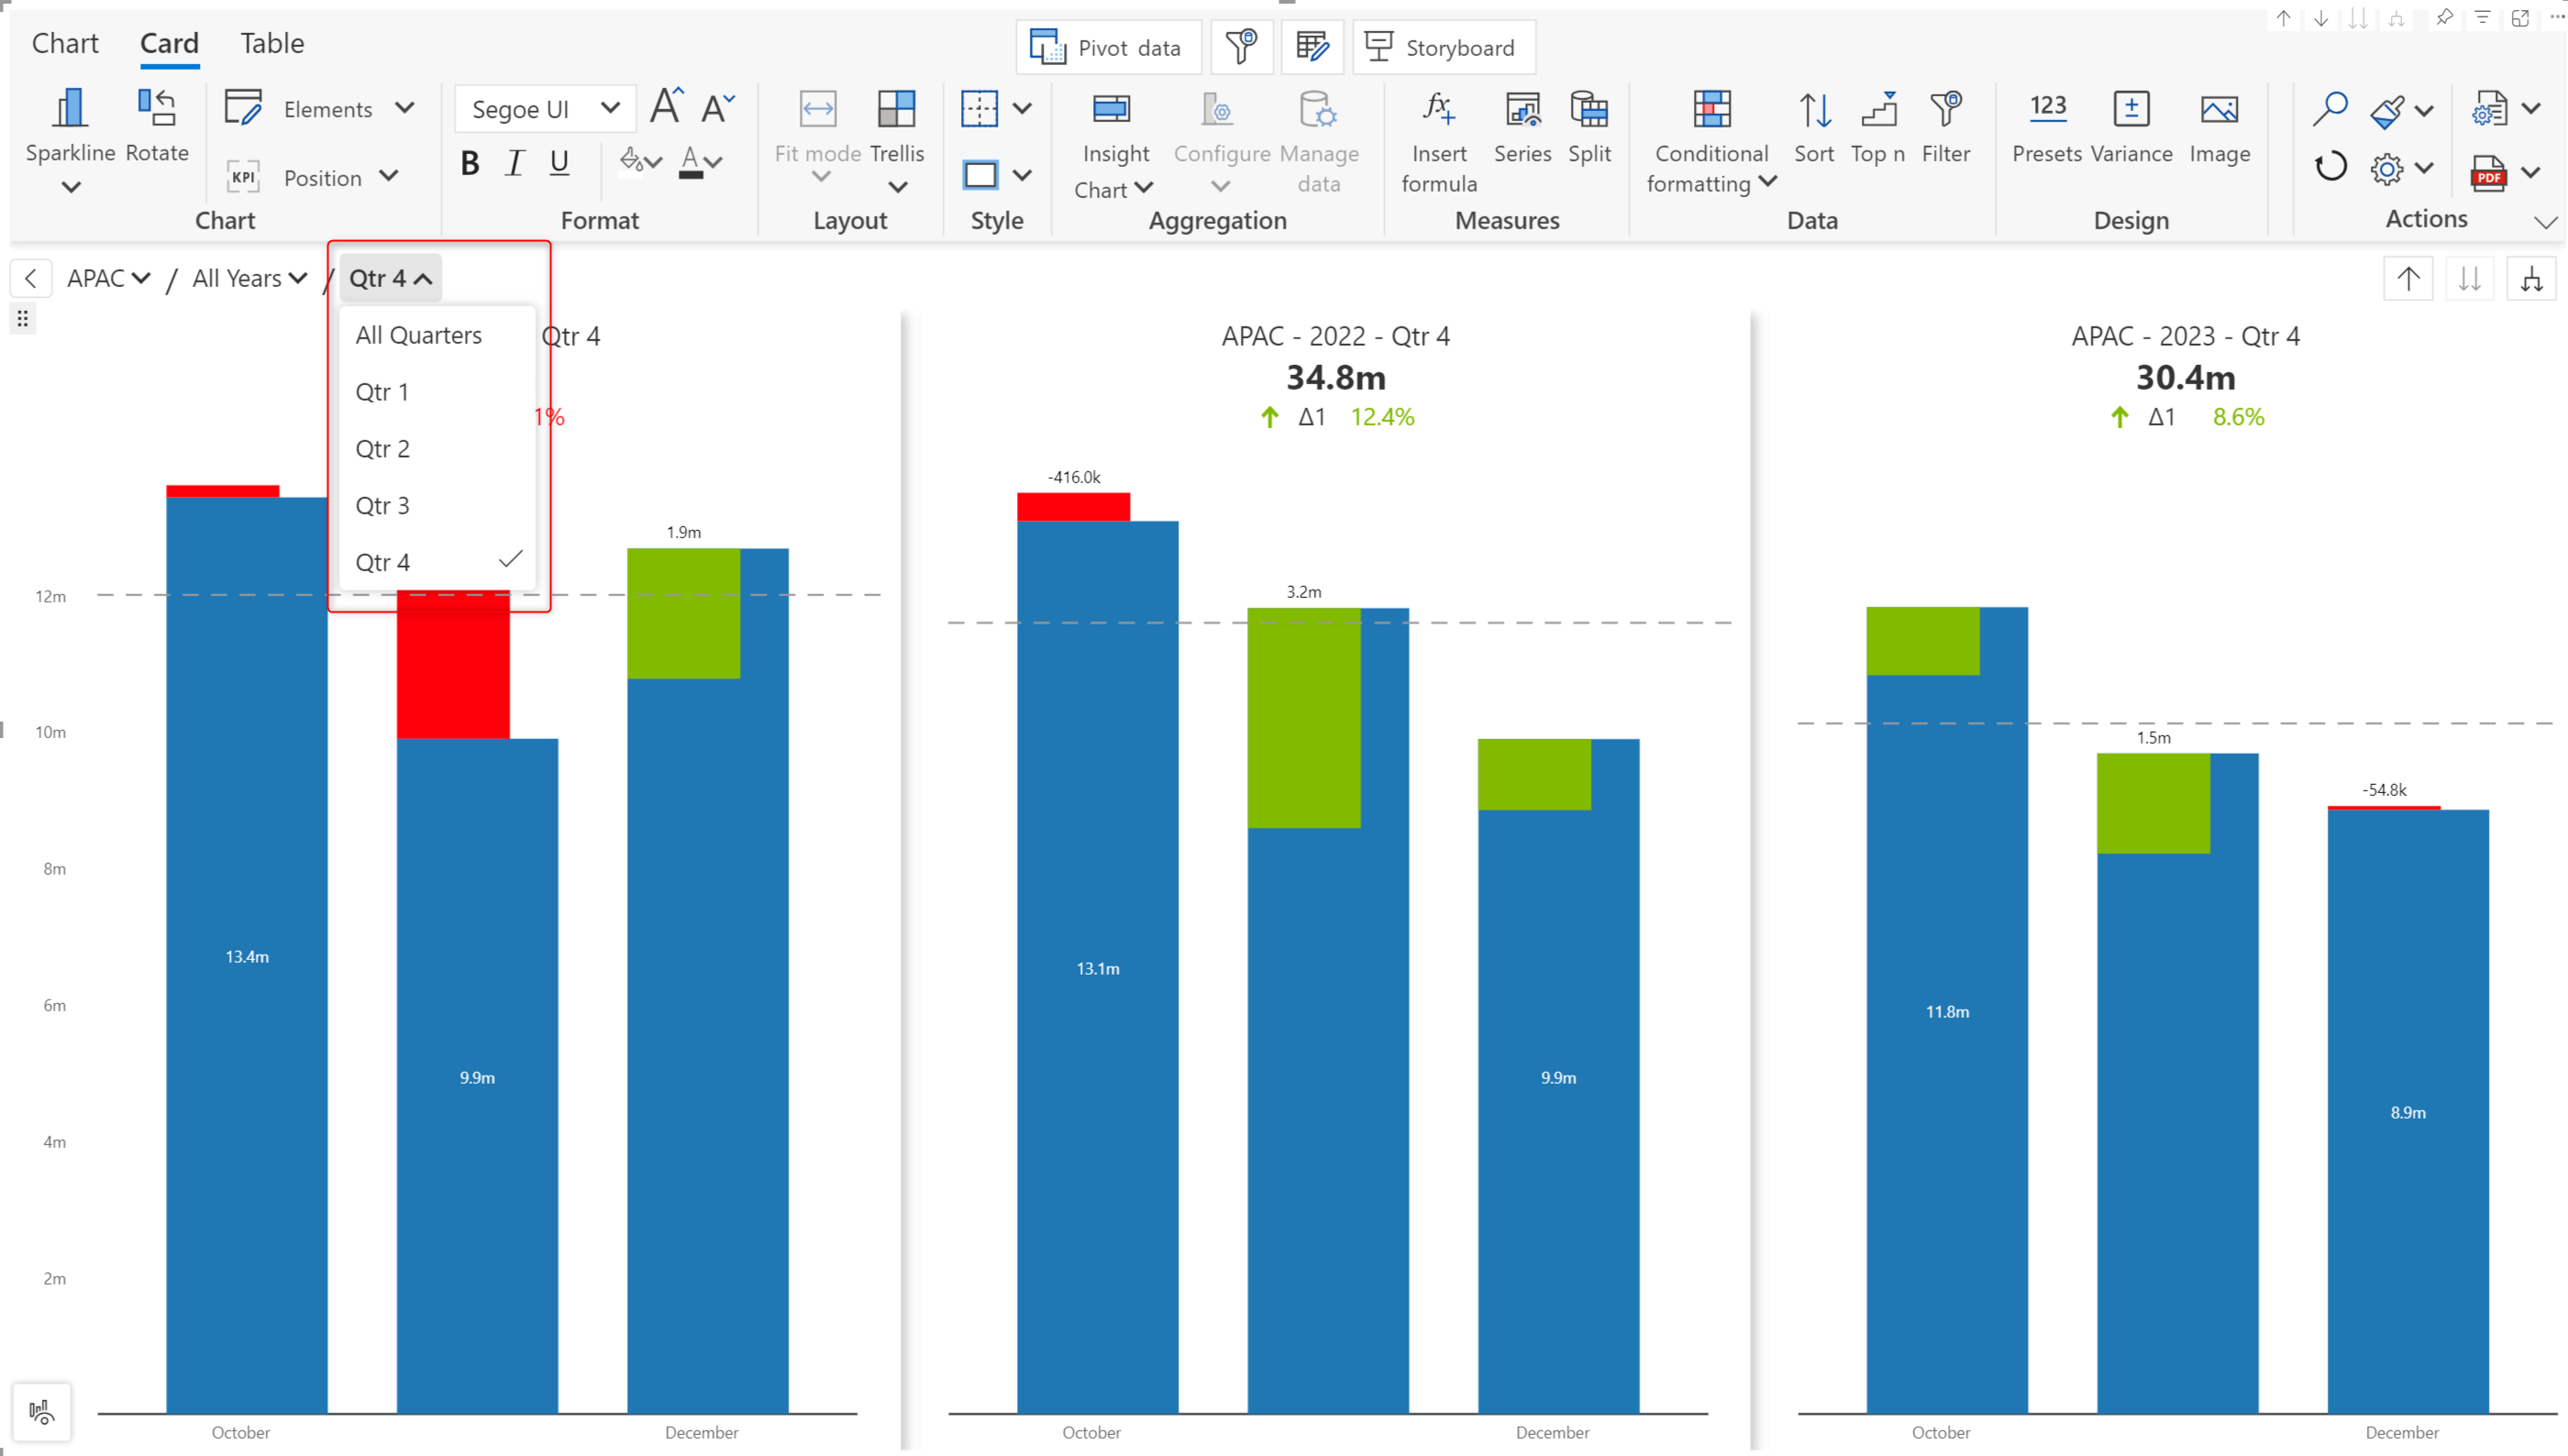 Chart Card Table
Pivot data Storyboard
Sparkline Rotate
Elements
KPI Position
Chart
Segoe UI A A
B I U A
Format
Fit mode Trellis
Layout
Style
Insight
Chart
Configure
Manage
data
Aggregation
fx
Insert
formula
Series Split
Measures
Conditional
formatting
Sort Top n Filter
Data
123
Presets Variance Image
Design
PDF
Actions
APAC / All Years / Qtr 4
All Quarters
Qtr 1
Qtr 2
Qtr 3
Qtr 4
Qtr 4
1%
12m
10m
8m
6m
4m
2m
1.9m
13.4m
9.9m
October December
APAC - 2022 - Qtr 4
34.8m
Δ1 12.4%
-416.0k
3.2m
13.1m
9.9m
October December
APAC - 2023 - Qtr 4
30.4m
Δ1 8.6%
1.5m
-54.8k
11.8m
8.9m
October December